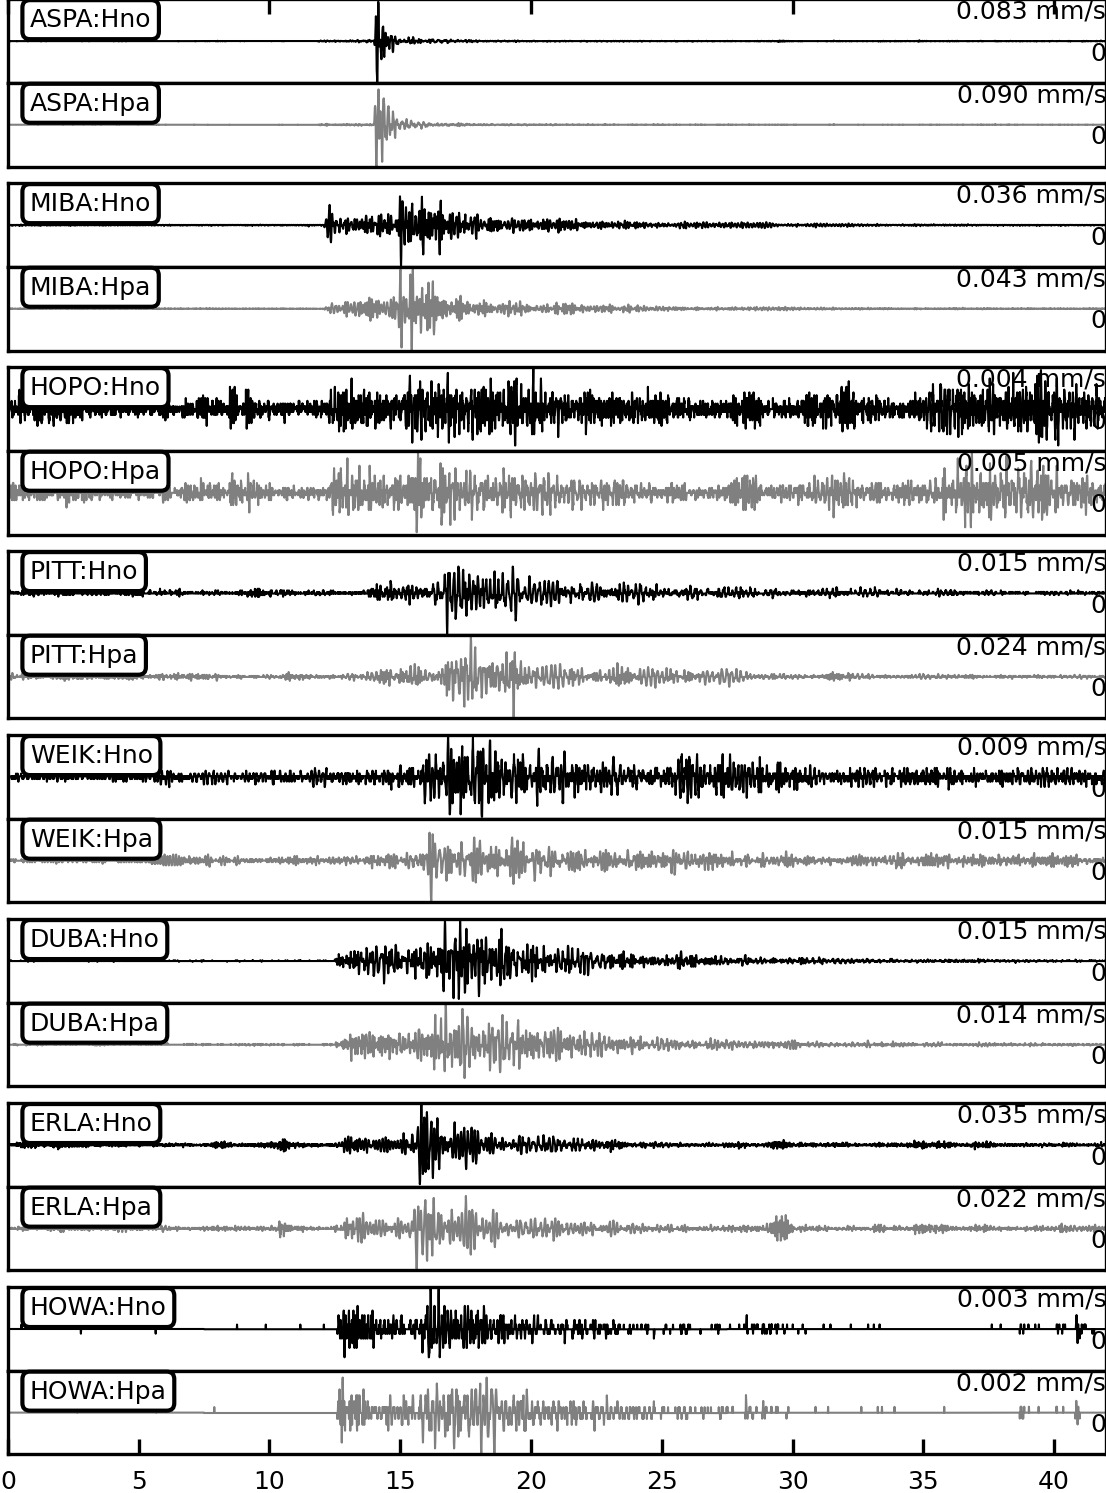 ASPA:Hno 0.083 mm/s
0
ASPA:Hpa 0.090 mm/s
0
MIBA:Hno 0.036 mm/s
0
MIBA:Hpa 0.043 mm/s
0
HOPO:Hno 0.004 mm/s
0
HOPO:Hpa 0.005 mm/s
0
PITT:Hno 0.015 mm/s
0
PITT:Hpa 0.024 mm/s
0
WEIK:Hno 0.009 mm/s
0
WEIK:Hpa 0.015 mm/s
0
DUBA:Hno 0.015 mm/s
0
DUBA:Hpa 0.014 mm/s
0
ERLA:Hno 0.035 mm/s
0
ERLA:Hpa 0.022 mm/s
0
HOWA:Hno 0.003 mm/s
0
HOWA:Hpa 0.002 mm/s
0
0 5 10 15 20 25 30 35 40